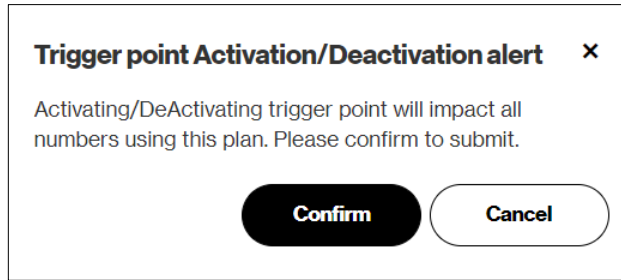 Trigger point Activation/Deactivation alert ×
Activating/DeActivating trigger point will impact all
numbers using this plan. Please confirm to submit.
Confirm Cancel